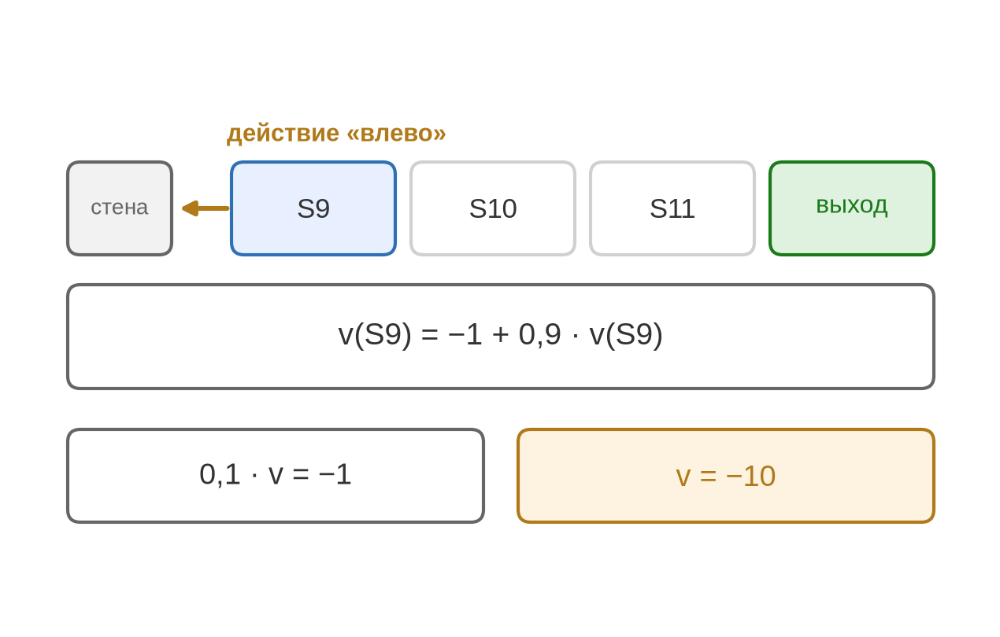 действие «влево»
стена
S9
S10
S11
выход
v(S9) = −1 + 0,9 · v(S9)
0,1 · v = −1
v = −10